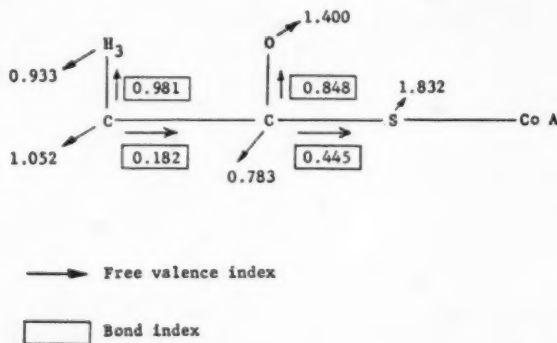 1.400
H3 O
0.933
0.981 0.848 1.832
C C S Co A
1.052 0.182 0.445
0.783
Free valence index
Bond index